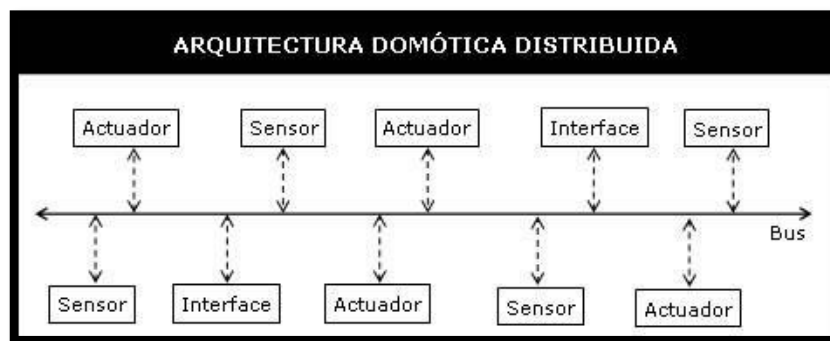 ARQUITECTURA DOMÓTICA DISTRIBUIDA
Actuador Sensor Actuador Interface Sensor
Bus
Sensor Interface Actuador Sensor Actuador